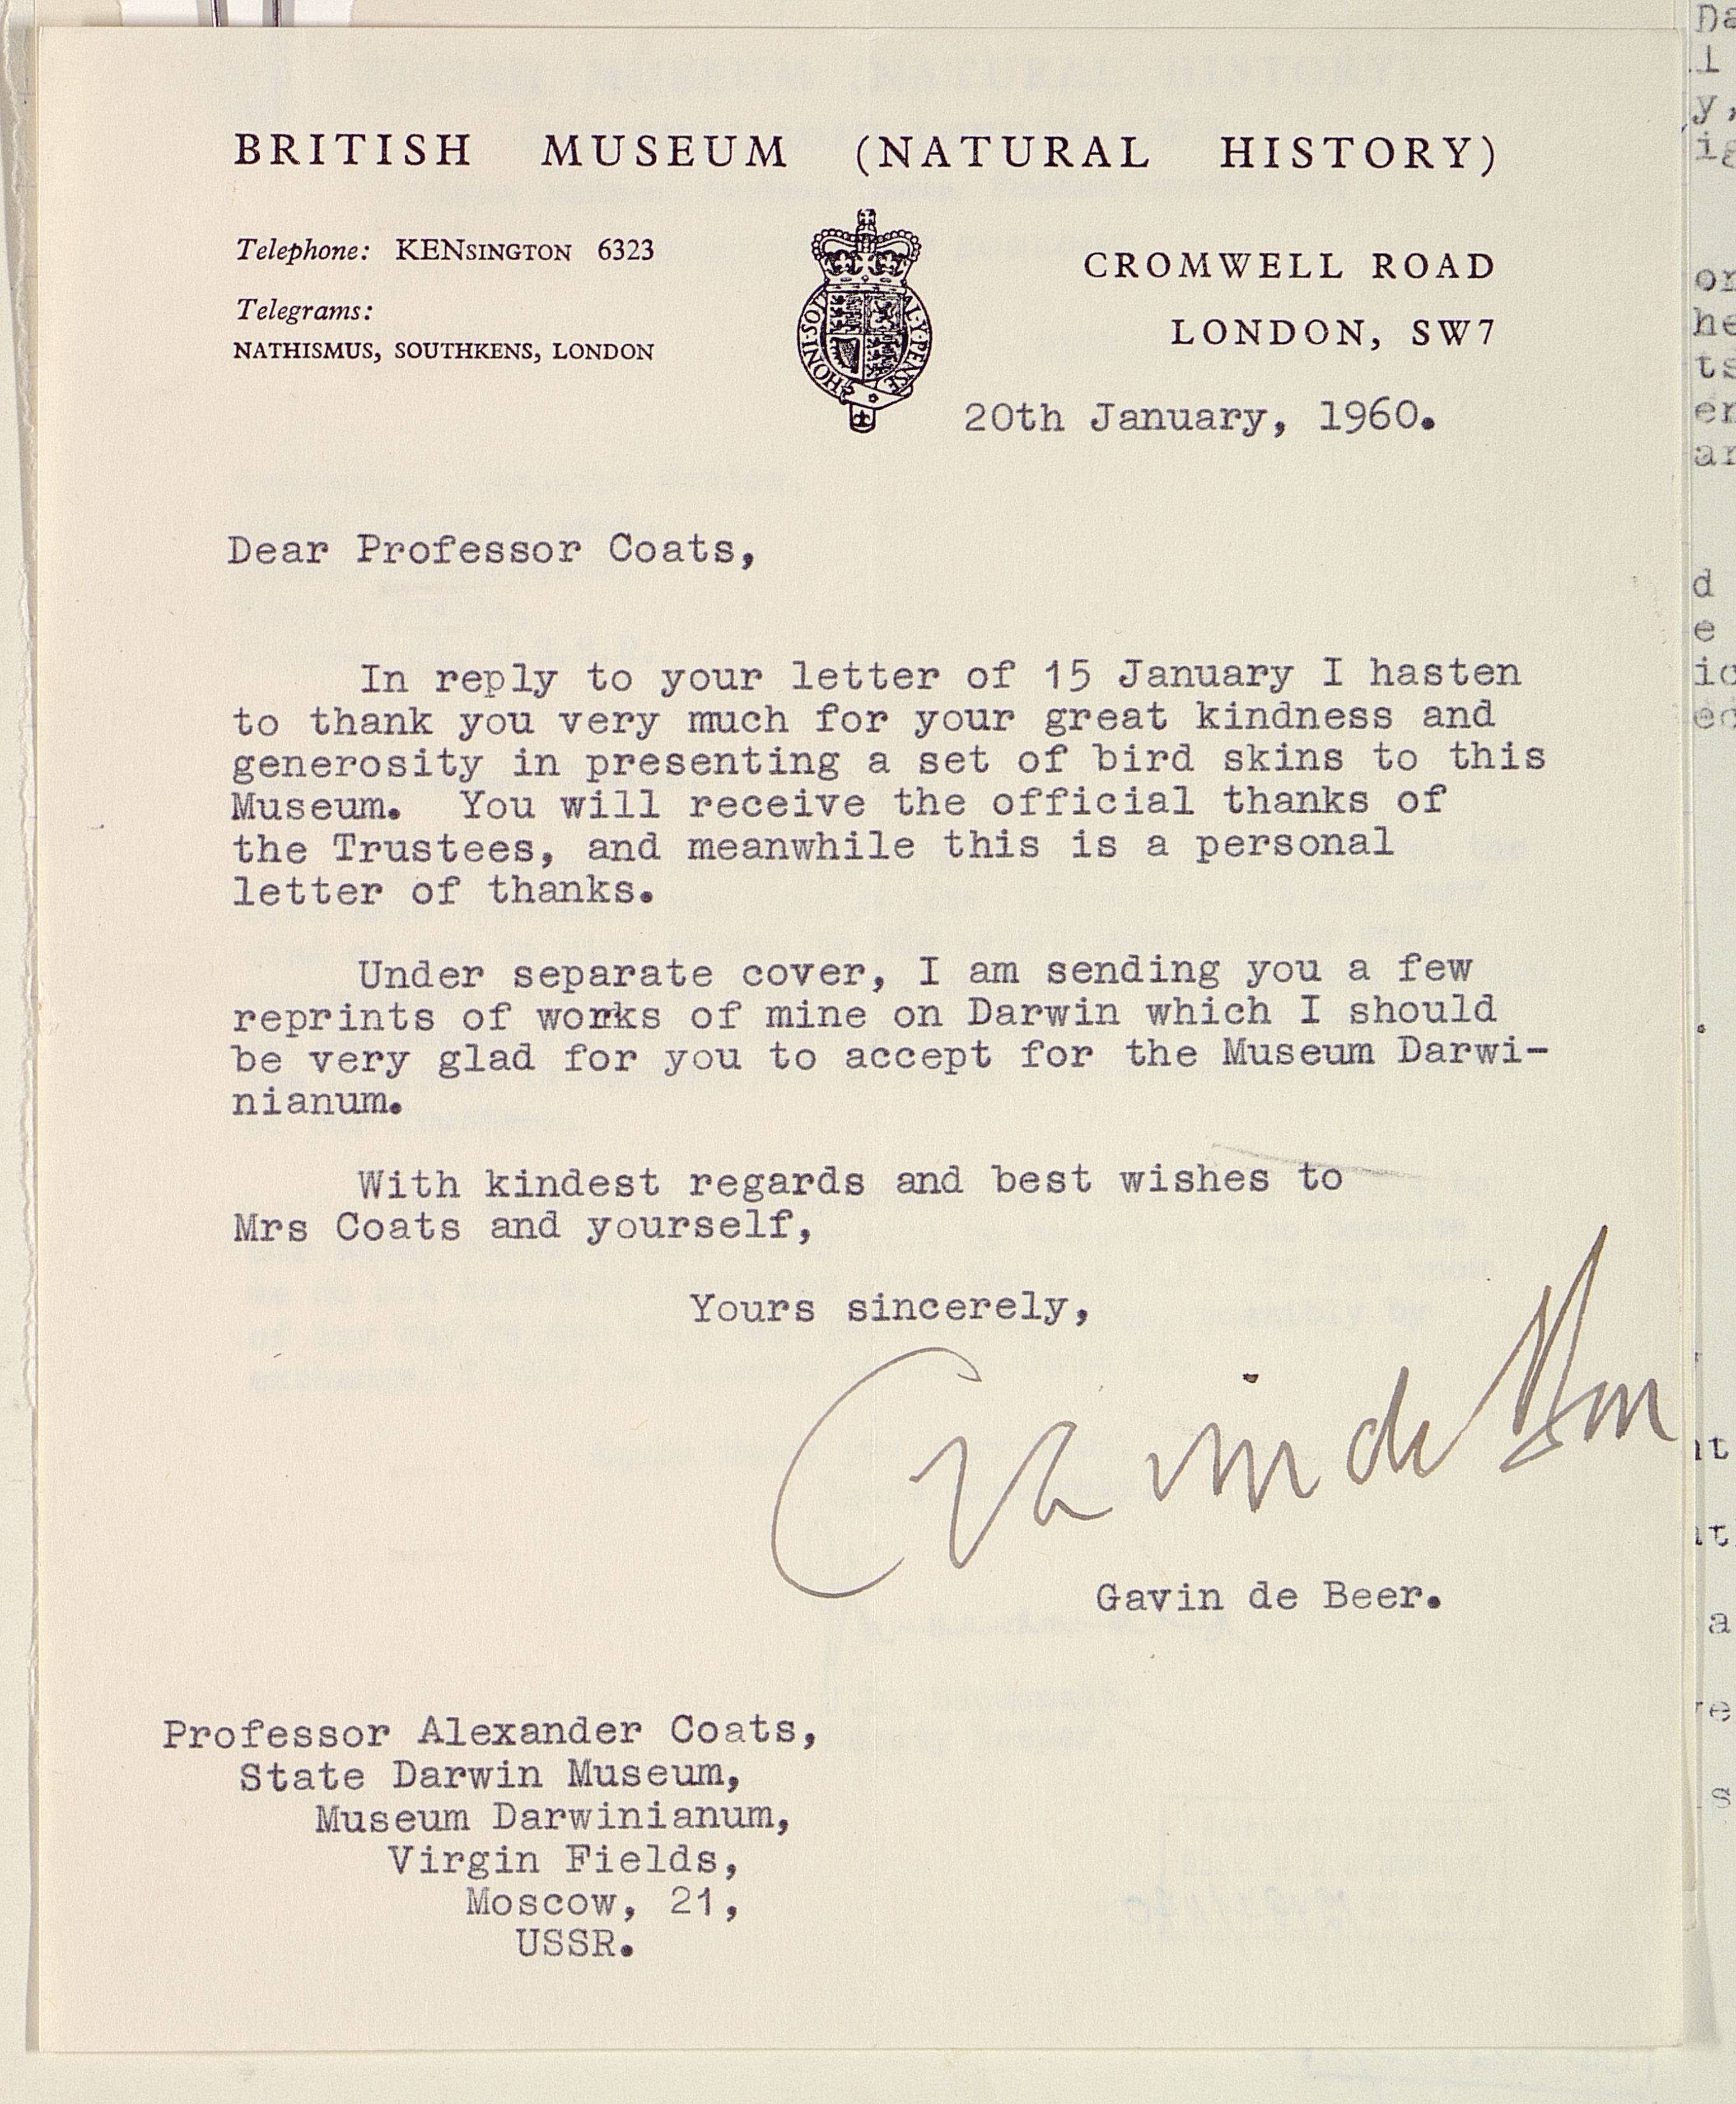 BRITISH MUSEUM (NATURAL HISTORY)
Telephone: KENSINGTON 6323
Telegrams:
NATHISMUS, SOUTHKENS, LONDON
HONI·SOI
AL·Y·PENSE
CROMWELL ROAD
LONDON, SW7
20th January, 1960.
Dear Professor Coats,
In reply to your letter of 15 January I hasten
to thank you very much for your great kindness and
generosity in presenting a set of bird skins to this
Museum. You will receive the official thanks of
the Trustees, and meanwhile this is a personal
letter of thanks.
Under separate cover, I am sending you a few
reprints of works of mine on Darwin which I should
be very glad for you to accept for the Museum Darwi-
nianum.
With kindest regards and best wishes to
Mrs Coats and yourself,
Yours sincerely,
Gavin de Beer
Gavin de Beer.
Professor Alexander Coats,
State Darwin Museum,
Museum Darwinianum,
Virgin Fields,
Moscow, 21,
USSR.